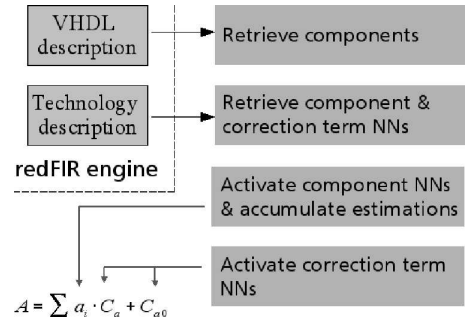 VHDL
description
Retrieve components
Technology
description
Retrieve component &
correction term NNs
redFIR engine
Activate component NNs
& accumulate estimations
Activate correction term
NNs
A = ∑ a_i · C_a + C_a0